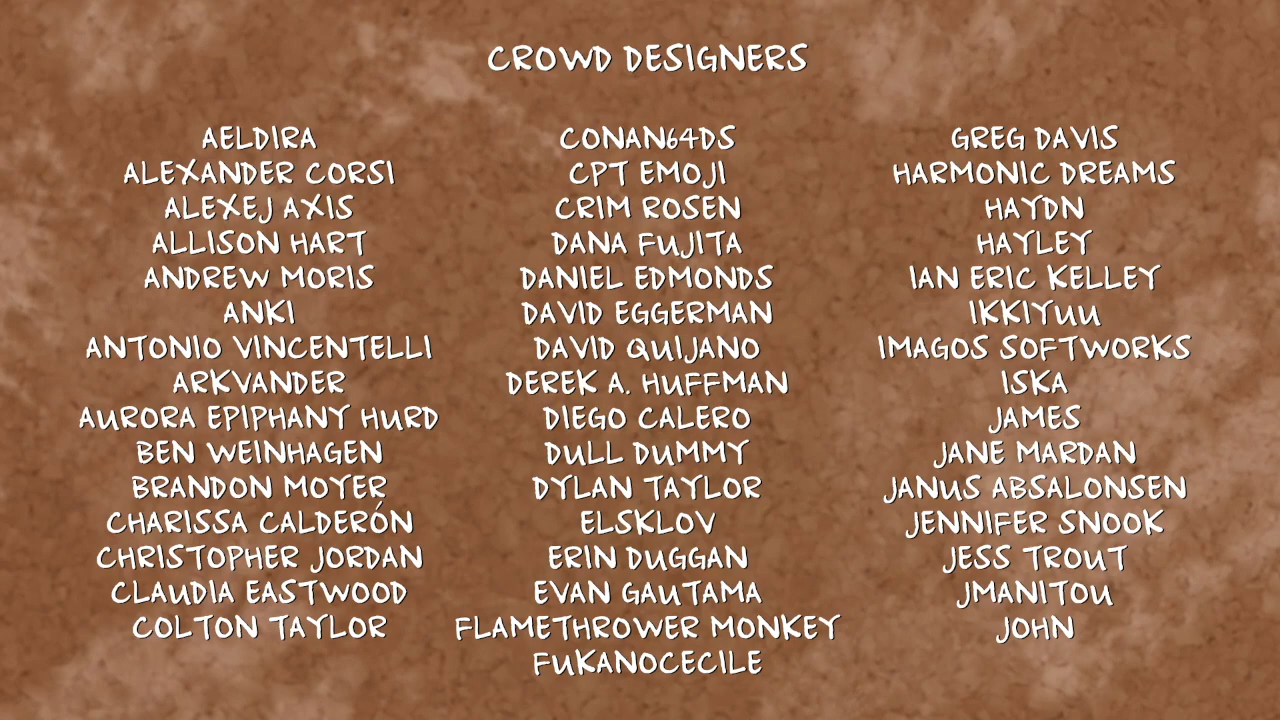 CROWD DESIGNERS
AELDIRA
ALEXANDER CORSI
ALEXEJ AXIS
ALLISON HART
ANDREW MORIS
ANKI
ANTONIO VINCENTELLI
ARKVANDER
AURORA EPIPHANY HURD
BEN WEINHAGEN
BRANDON MOYER
CHARISSA CALDERÓN
CHRISTOPHER JORDAN
CLAUDIA EASTWOOD
COLTON TAYLOR
CONAN64DS
CPT EMOJI
CRIM ROSEN
DANA FUJITA
DANIEL EDMONDS
DAVID EGGERMAN
DAVID QUIJANO
DEREK A. HUFFMAN
DIEGO CALERO
DULL DUMMY
DYLAN TAYLOR
ELSKLOV
ERIN DUGGAN
EVAN GAUTAMA
FLAMETHROWER MONKEY
FUKANOCECILE
GREG DAVIS
HARMONIC DREAMS
HAYDN
HAYLEY
IAN ERIC KELLEY
IKKIYUU
IMAGOS SOFTWORKS
ISKA
JAMES
JANE MARDAN
JANUS ABSALONSEN
JENNIFER SNOOK
JESS TROUT
JMANITOU
JOHN